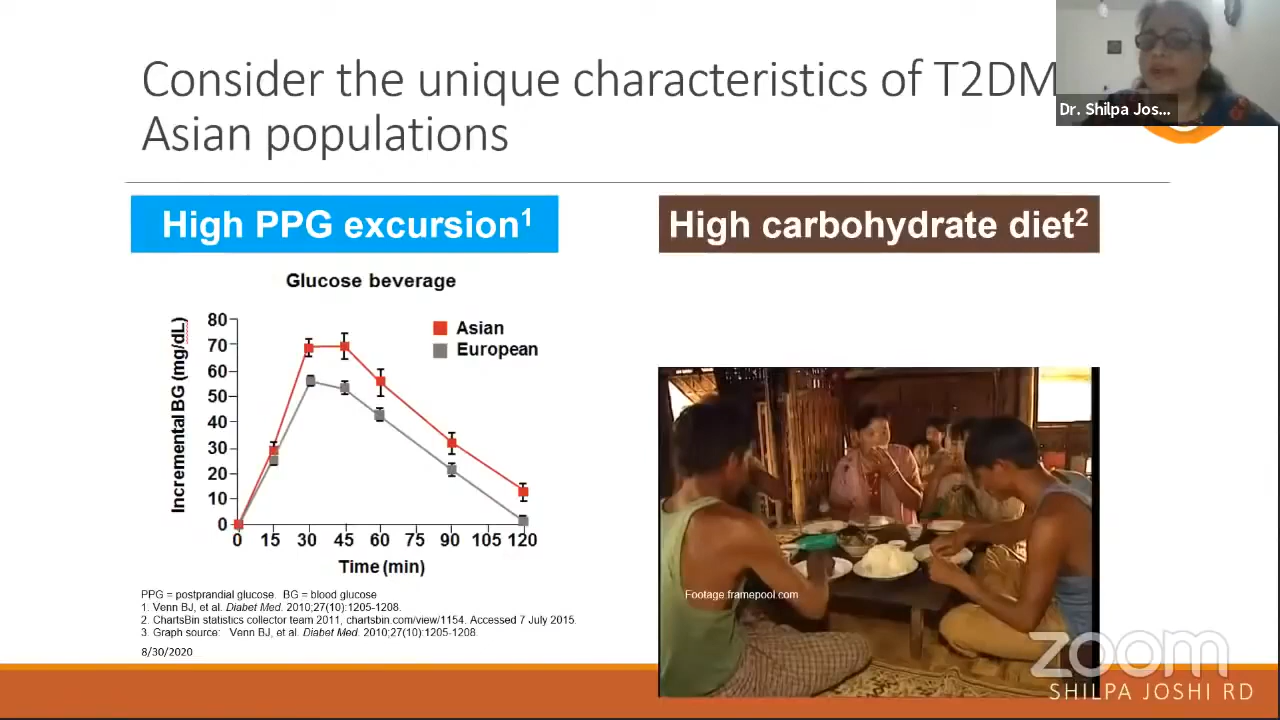 Consider the unique characteristics of T2DM
Asian populations
Dr. Shilpa Jos...
High PPG excursion1
High carbohydrate diet2
Glucose beverage
Incremental BG (mg/dL)
80
70
60
50
40
30
20
10
0
Asian
European
0 15 30 45 60 75 90 105 120
Time (min)
PPG = postprandial glucose. BG = blood glucose
1. Venn BJ, et al. Diabet Med. 2010;27(10):1205-1208.
2. ChartsBin statistics collector team 2011, chartsbin.com/view/1154. Accessed 7 July 2015.
3. Graph source: Venn BJ, et al. Diabet Med. 2010;27(10):1205-1208.
8/30/2020
Footage.framepool.com
zoom
SHILPA JOSHI RD